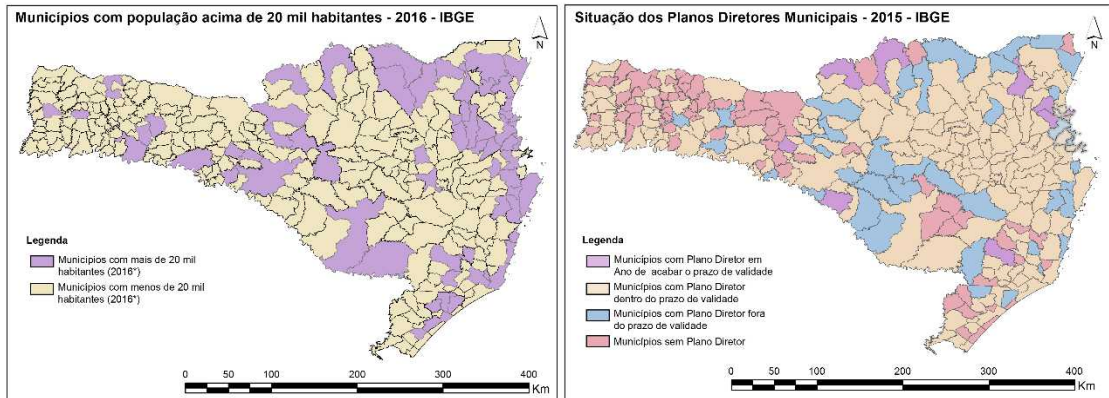 Municípios com população acima de 20 mil habitantes - 2016 - IBGE
N
Legenda
Municípios com mais de 20 mil
habitantes (2016*)
Municípios com menos de 20 mil
habitantes (2016*)
0 50 100 200 300 400
Km
Situação dos Planos Diretores Municipais - 2015 - IBGE
N
Legenda
Municípios com Plano Diretor em
Ano de acabar o prazo de validade
Municípios com Plano Diretor
dentro do prazo de validade
Municípios com Plano Diretor fora
do prazo de validade
Municípios sem Plano Diretor
0 50 100 200 300 400
Km